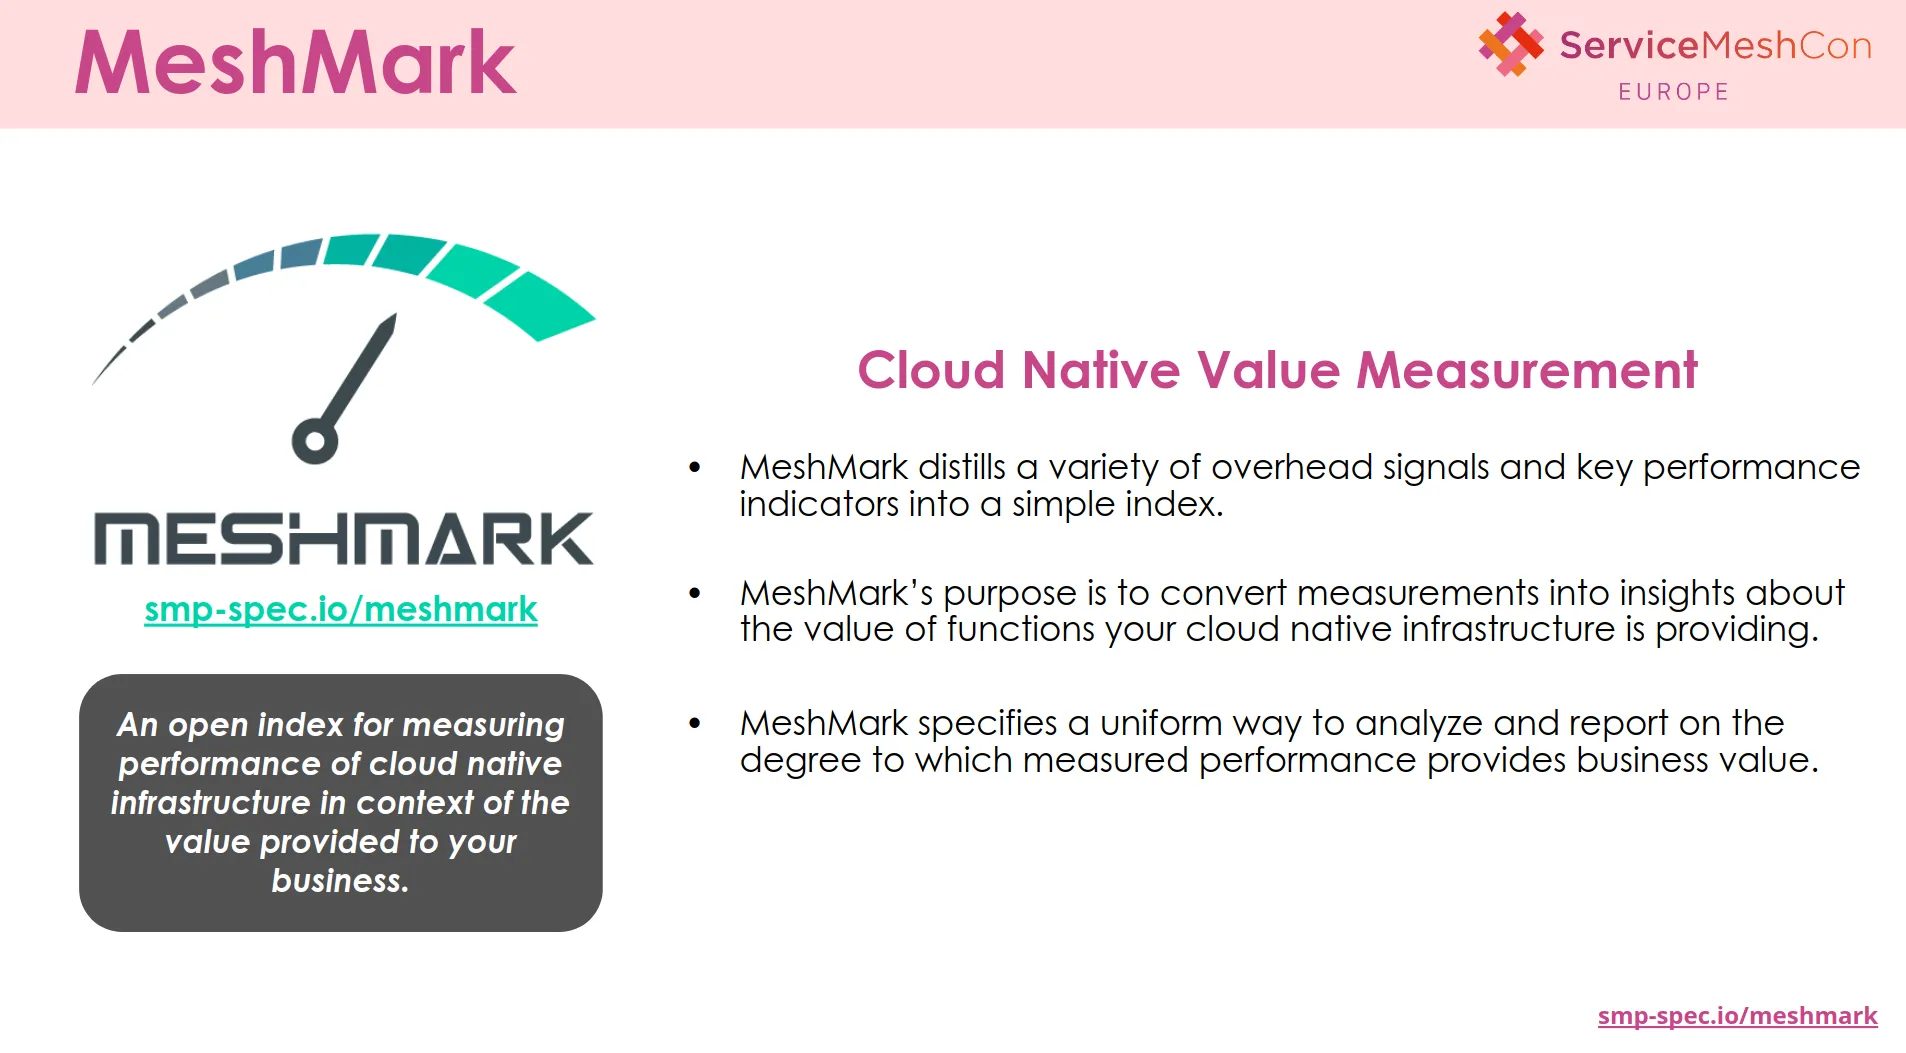 MeshMark
ServiceMeshCon
EUROPE
MESHMARK
smp-spec.io/meshmark
An open index for measuring
performance of cloud native
infrastructure in context of the
value provided to your
business.
Cloud Native Value Measurement
• MeshMark distills a variety of overhead signals and key performance
indicators into a simple index.
• MeshMark’s purpose is to convert measurements into insights about
the value of functions your cloud native infrastructure is providing.
• MeshMark specifies a uniform way to analyze and report on the
degree to which measured performance provides business value.
smp-spec.io/meshmark